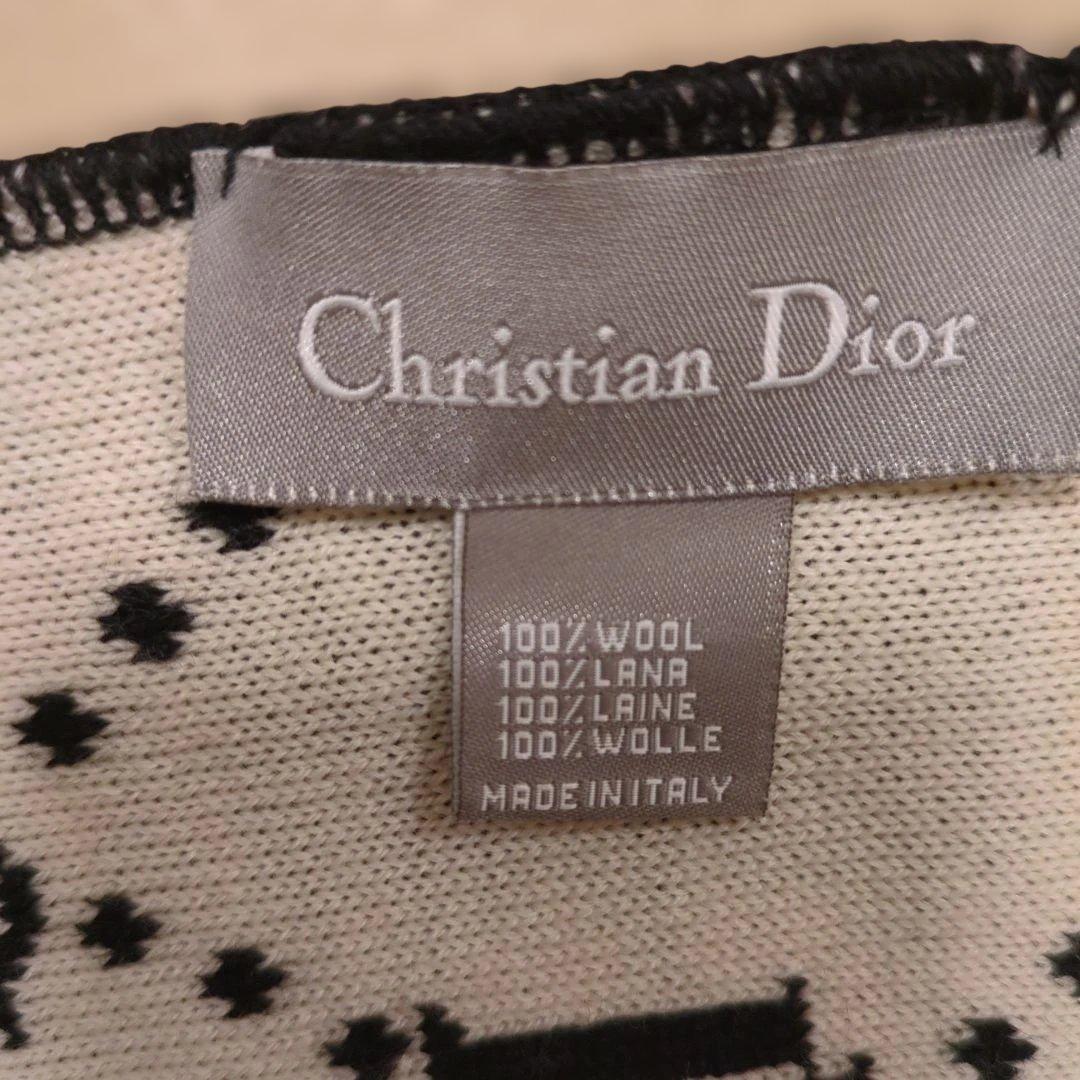 Christian Dior
100% WOOL
100% LANA
100% LAINE
100% WOLLE
MADE IN ITALY